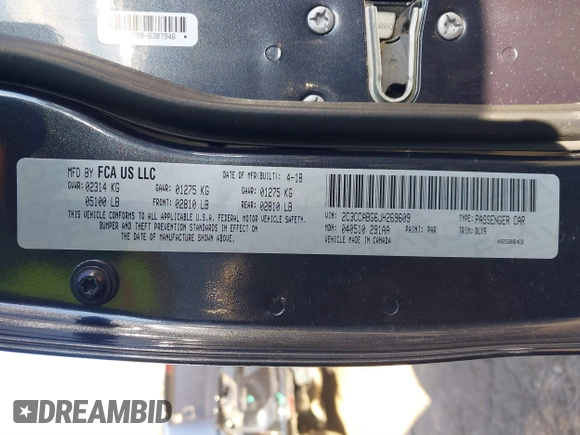 700-6307946
MFD BY FCA US LLC DATE OF MFR(BUILT): 4-18
GVWR: 02314 KG GAWR: 01275 KG GAWR: 01275 KG
05100 LB FRONT: 02810 LB REAR: 02810 LB
THIS VEHICLE CONFORMS TO ALL APPLICABLE U.S.A. FEDERAL MOTOR VEHICLE SAFETY,
BUMPER AND THEFT PREVENTION STANDARDS IN EFFECT ON
THE DATE OF MANUFACTURE SHOWN ABOVE.
VIN: 2C3CCABG6JH269609 TYPE: PASSENGER CAR
MDH: 040510 291AA PAINT: PAR TRIM: DLX9
VEHICLE MADE IN CANADA 4658843
DREAMBID